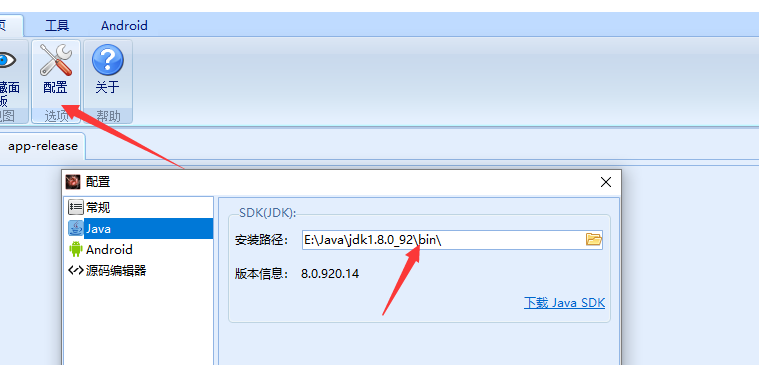 页 工具 Android
藏面
板 配置 关于
视图 选项 帮助
app-release
配置
常规
Java
Android
源码编辑器
SDK(JDK):
安装路径: E:\Java\jdk1.8.0_92\bin\
版本信息: 8.0.920.14
下载 Java SDK